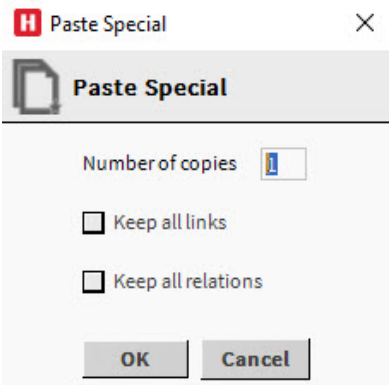 H Paste Special
Paste Special
Number of copies 1
Keep all links
Keep all relations
OK Cancel